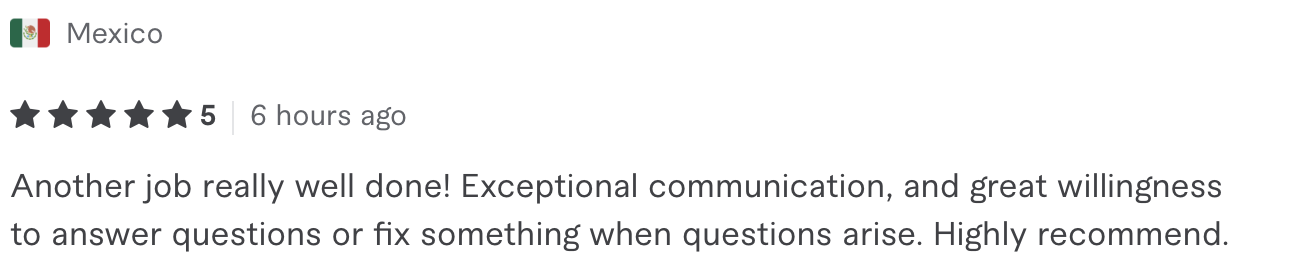 Mexico
5 6 hours ago
Another job really well done! Exceptional communication, and great willingness
to answer questions or fix something when questions arise. Highly recommend.